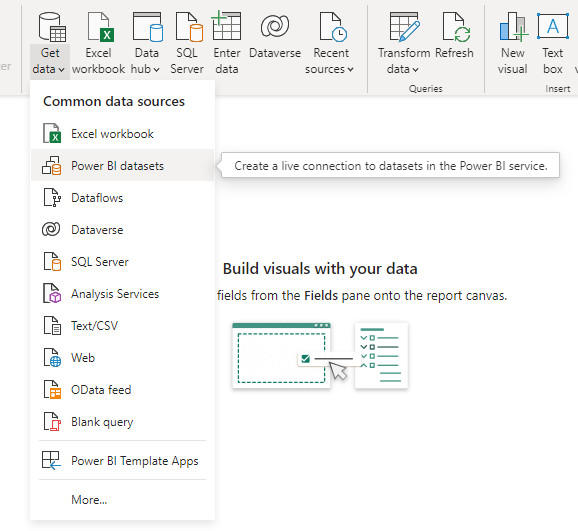 Get
data
Excel
workbook
Data
hub
SQL
Server
Enter
data
Dataverse
Recent
sources
Transform
data
Refresh
New
visual
Text
box
Queries
Insert
Common data sources
Excel workbook
Power BI datasets
Create a live connection to datasets in the Power BI service.
Dataflows
Dataverse
SQL Server
Analysis Services
Text/CSV
Web
OData feed
Blank query
Power BI Template Apps
More...
Build visuals with your data
fields from the Fields pane onto the report canvas.